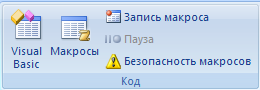 Visual
Basic
Макросы
Запись макроса
Пауза
Безопасность макросов
Код